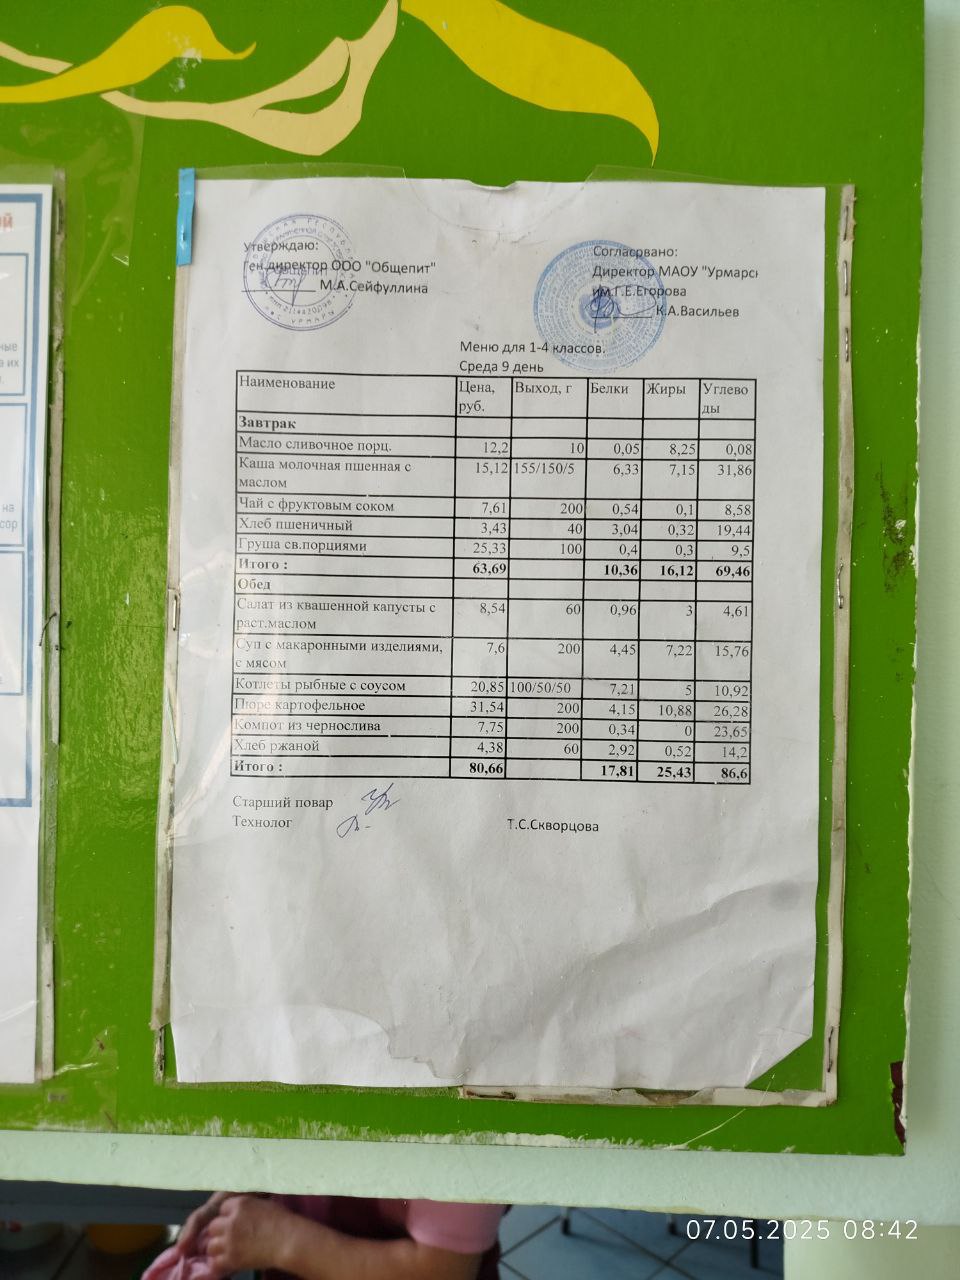 Утверждаю:
Ген.директор ООО "Общепит"
М.А.Сейфуллина
Согласрвано:
Директор МАОУ "Урмарск
им.Г.Е.Егорова
К.А.Васильев
Меню для 1-4 классов.
Среда 9 день
Наименование Цена, руб. Выход, г Белки Жиры Углево ды
Завтрак
Масло сливочное порц. 12,2 10 0,05 8,25 0,08
Каша молочная пшенная с маслом 15,12 155/150/5 6,33 7,15 31,86
Чай с фруктовым соком 7,61 200 0,54 0,1 8,58
Хлеб пшеничный 3,43 40 3,04 0,32 19,44
Груша св.порциями 25,33 100 0,4 0,3 9,5
Итого : 63,69 10,36 16,12 69,46
Обед
Салат из квашенной капусты с раст.маслом 8,54 60 0,96 3 4,61
Суп с макаронными изделиями, с мясом 7,6 200 4,45 7,22 15,76
Котлеты рыбные с соусом 20,85 100/50/50 7,21 5 10,92
Пюре картофельное 31,54 200 4,15 10,88 26,28
Компот из чернослива 7,75 200 0,34 0 23,65
Хлеб ржаной 4,38 60 2,92 0,52 14,2
Итого : 80,66 17,81 25,43 86,6
Старший повар
Технолог Т.С.Скворцова
07.05.2025 08:42